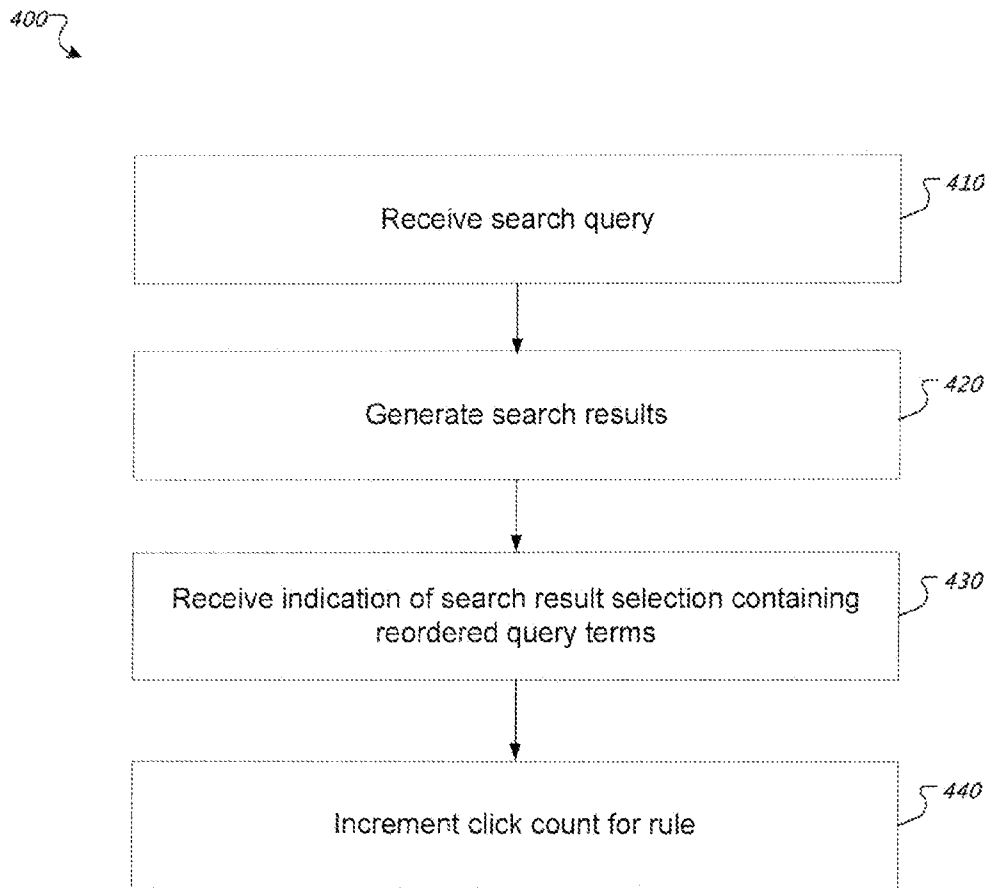 400
Receive search query
410
Generate search results
420
Receive indication of search result selection containing
reordered query terms
430
Increment click count for rule
440